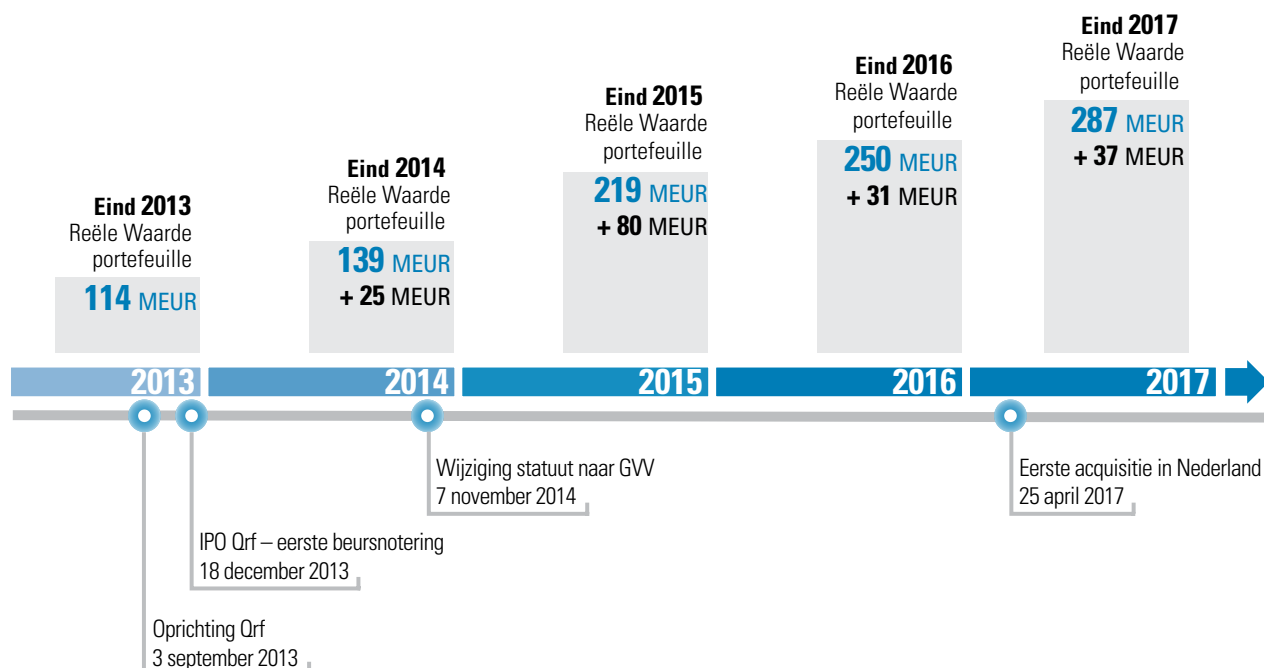 Eind 2013
Reële Waarde
portefeuille
114 MEUR
Eind 2014
Reële Waarde
portefeuille
139 MEUR
+ 25 MEUR
Eind 2015
Reële Waarde
portefeuille
219 MEUR
+ 80 MEUR
Eind 2016
Reële Waarde
portefeuille
250 MEUR
+ 31 MEUR
Eind 2017
Reële Waarde
portefeuille
287 MEUR
+ 37 MEUR
2013
2014
2015
2016
2017
Oprichting Qrf
3 september 2013
IPO Qrf – eerste beursnotering
18 december 2013
Wijziging statuut naar GVV
7 november 2014
Eerste acquisitie in Nederland
25 april 2017